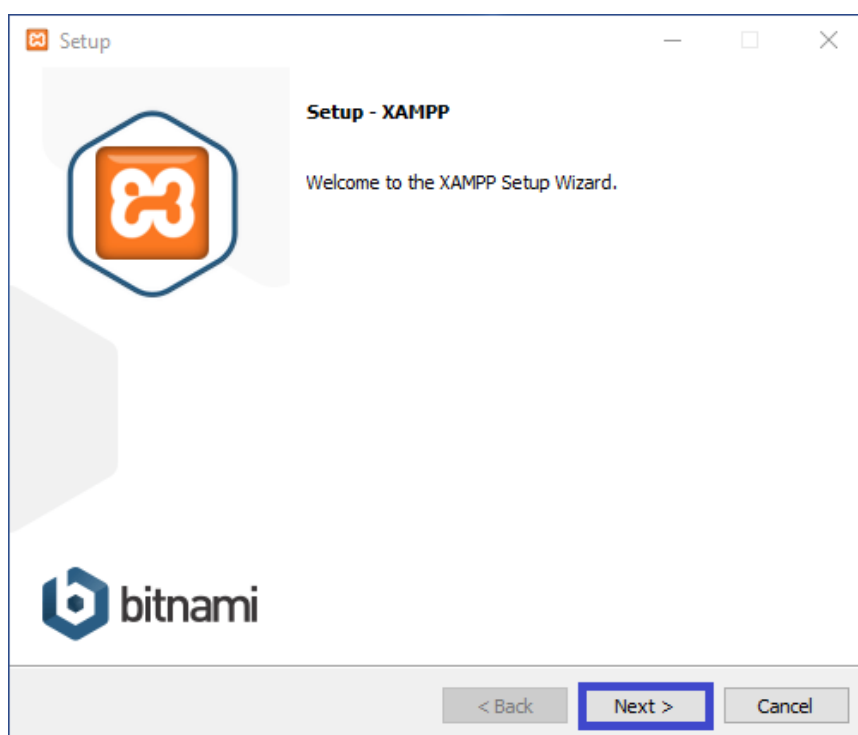 Setup
Setup - XAMPP
Welcome to the XAMPP Setup Wizard.
bitnami
< Back Next > Cancel